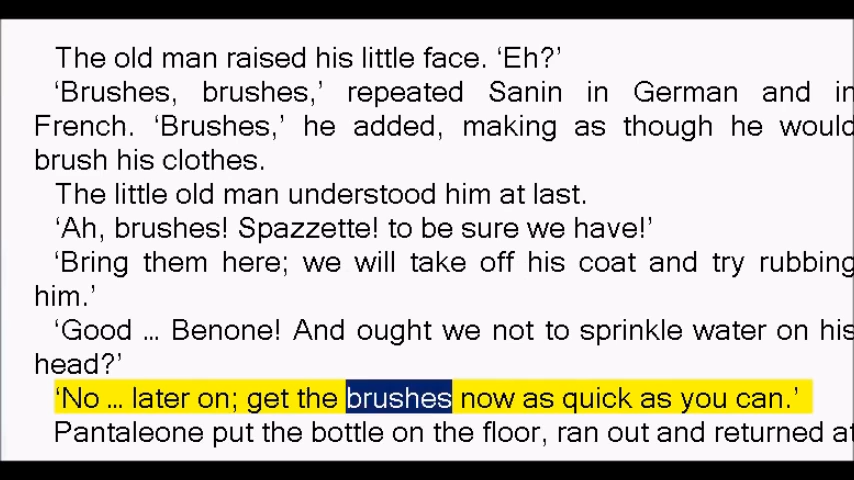 The old man raised his little face. ‘Eh?’
‘Brushes, brushes,’ repeated Sanin in German and in
French. ‘Brushes,’ he added, making as though he would
brush his clothes.
The little old man understood him at last.
‘Ah, brushes! Spazzette! to be sure we have!’
‘Bring them here; we will take off his coat and try rubbing
him.’
‘Good ... Benone! And ought we not to sprinkle water on his
head?’
‘No ... later on; get the brushes now as quick as you can.’
Pantaleone put the bottle on the floor, ran out and returned at